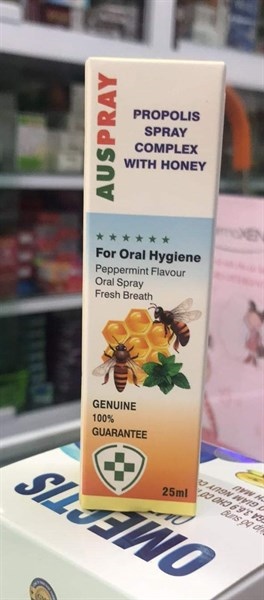 AUSPRAY
PROPOLIS
SPRAY
COMPLEX
WITH HONEY
★★★★★★
For Oral Hygiene
Peppermint Flavour
Oral Spray
Fresh Breath
GENUINE
100%
GUARANTEE
25ml
OMECTIS